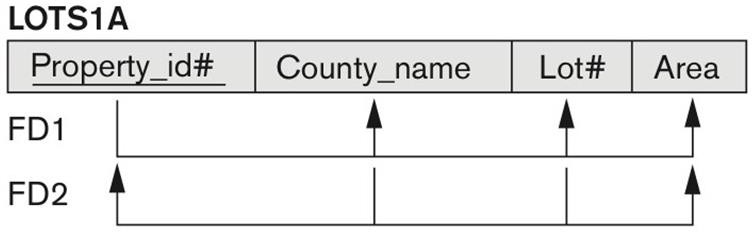 LOTS1A
Property_id# County_name Lot# Area
FD1
FD2